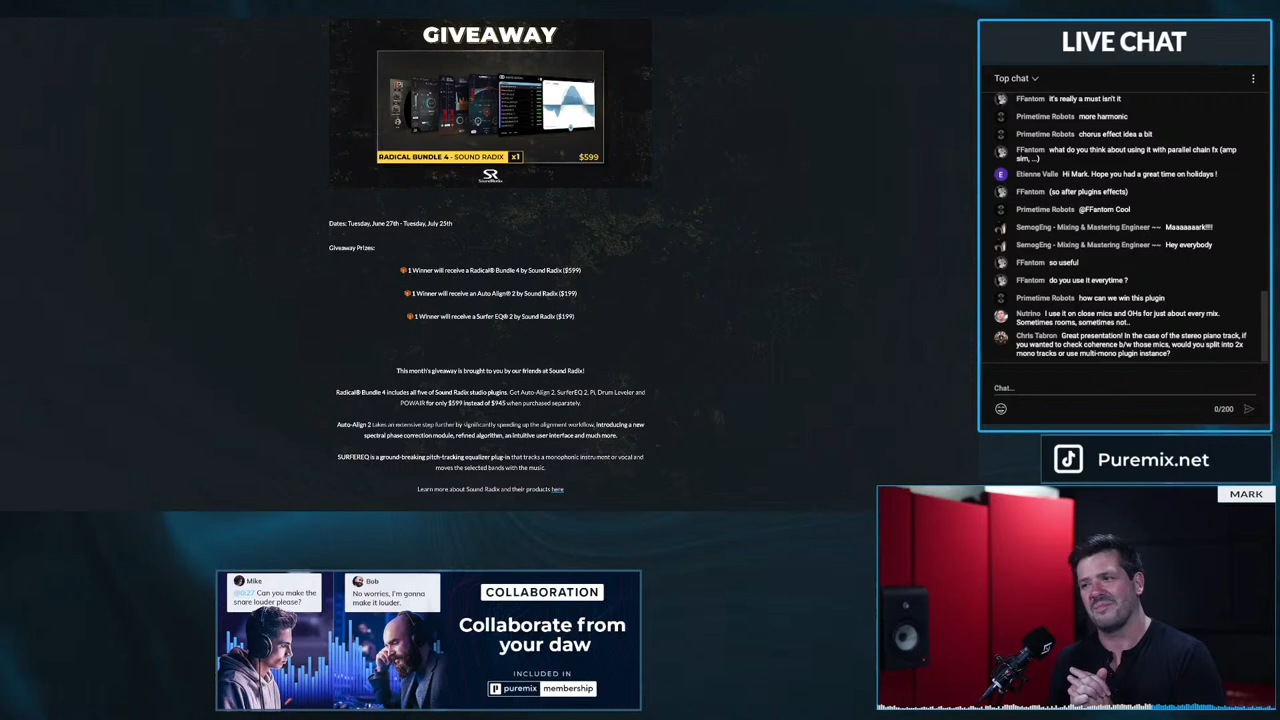 GIVEAWAY
RADICAL BUNDLE 4 - SOUND RADIX x1 $599
SR
SoundRadix
Dates: Tuesday, June 27th - Tuesday, July 25th
Giveaway Prizes:
1 Winner will receive a Radical® Bundle 4 by Sound Radix ($599)
1 Winner will receive an Auto Align® 2 by Sound Radix ($199)
1 Winner will receive a Surfer EQ® 2 by Sound Radix ($199)
This month's giveaway is brought to you by our friends at Sound Radix!
Radical® Bundle 4 includes all five of Sound Radix studio plugins. Get Auto-Align 2, SurferEQ 2, Pi, Drum Leveler and
POWAIR for only $599 instead of $945 when purchased separately.
Auto-Align 2 takes an extensive step further by significantly speeding up the alignment workflow, introducing a new
spectral phase correction module, refined algorithm, an intuitive user interface and much more.
SURFEREQ is a ground-breaking pitch-tracking equalizer plug-in that tracks a monophonic instrument or vocal and
moves the selected bands with the music.
Learn more about Sound Radix and their products here
LIVE CHAT
Top chat
FFantom it's really a must isn't it
Primetime Robots more harmonic
Primetime Robots chorus effect idea a bit
FFantom what do you think about using it with parallel chain fx (amp
sim, ...)
E Etienne Valle Hi Mark. Hope you had a great time on holidays !
FFantom (so after plugins effects)
Primetime Robots @FFantom Cool
SemogEng - Mixing & Mastering Engineer ~~ Maaaaaaark!!!!
SemogEng - Mixing & Mastering Engineer ~~ Hey everybody
FFantom so useful
FFantom do you use it everytime ?
Primetime Robots how can we win this plugin
Nutrino I use it on close mics and OHs for just about every mix.
Sometimes rooms, sometimes not..
Chris Tabron Great presentation! In the case of the stereo piano track, if
you wanted to check coherence b/w those mics, would you split into 2x
mono tracks or use multi-mono plugin instance?
Chat...
0/200
Puremix.net
MARK
Mike
@0:27 Can you make the
snare louder please?
Bob
No worries, I'm gonna
make it louder.
COLLABORATION
Collaborate from
your daw
INCLUDED IN
puremix membership